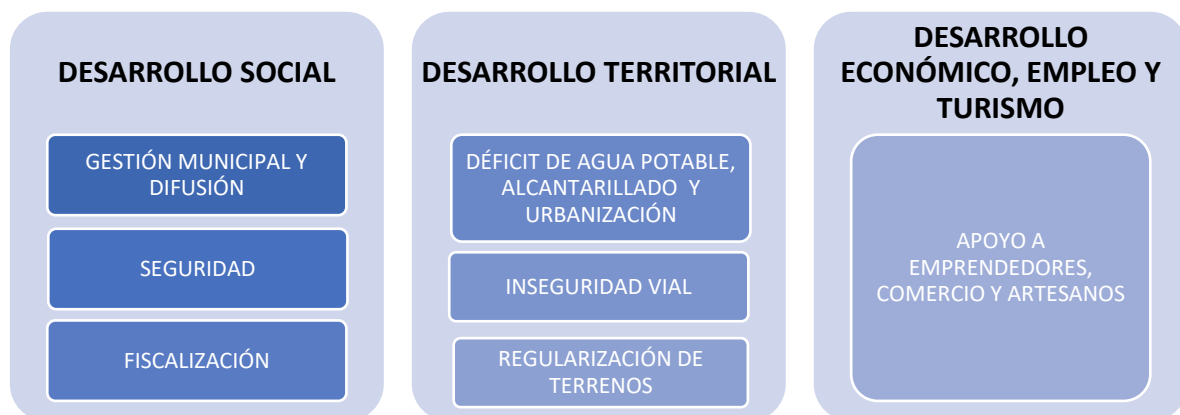 DESARROLLO SOCIAL
GESTIÓN MUNICIPAL Y
DIFUSIÓN
SEGURIDAD
FISCALIZACIÓN
DESARROLLO TERRITORIAL
DÉFICIT DE AGUA POTABLE,
ALCANTARILLADO Y
URBANIZACIÓN
INSEGURIDAD VIAL
REGULARIZACIÓN DE
TERRENOS
DESARROLLO
ECONÓMICO, EMPLEO Y
TURISMO
APOYO A
EMPRENDEDORES,
COMERCIO Y ARTESANOS